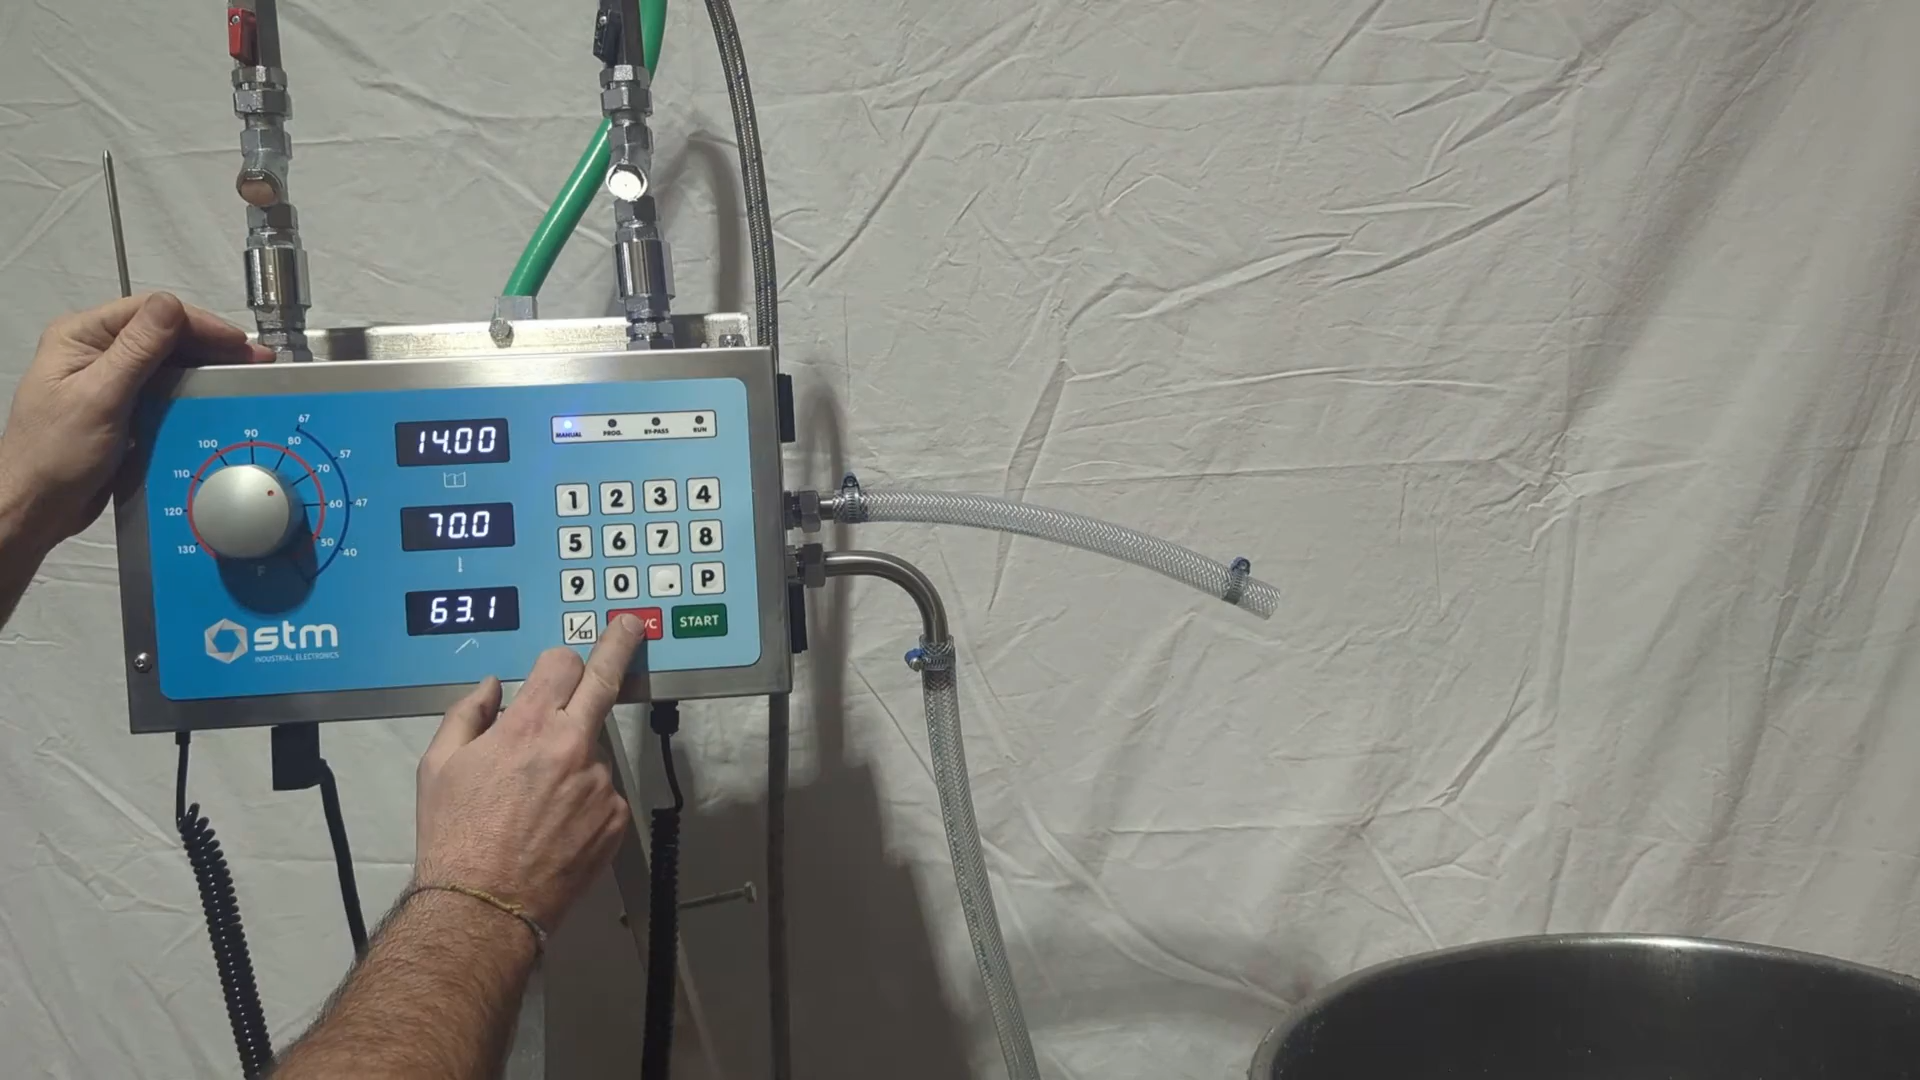 67
90
80
100
57
110
70
120
60
47
130
50
40
F
stm
INDUSTRIAL ELECTRONICS
14.00
70.0
63.1
MANUAL PROG. BY-PASS RUN
1 2 3 4
5 6 7 8
9 0 . P
/C START